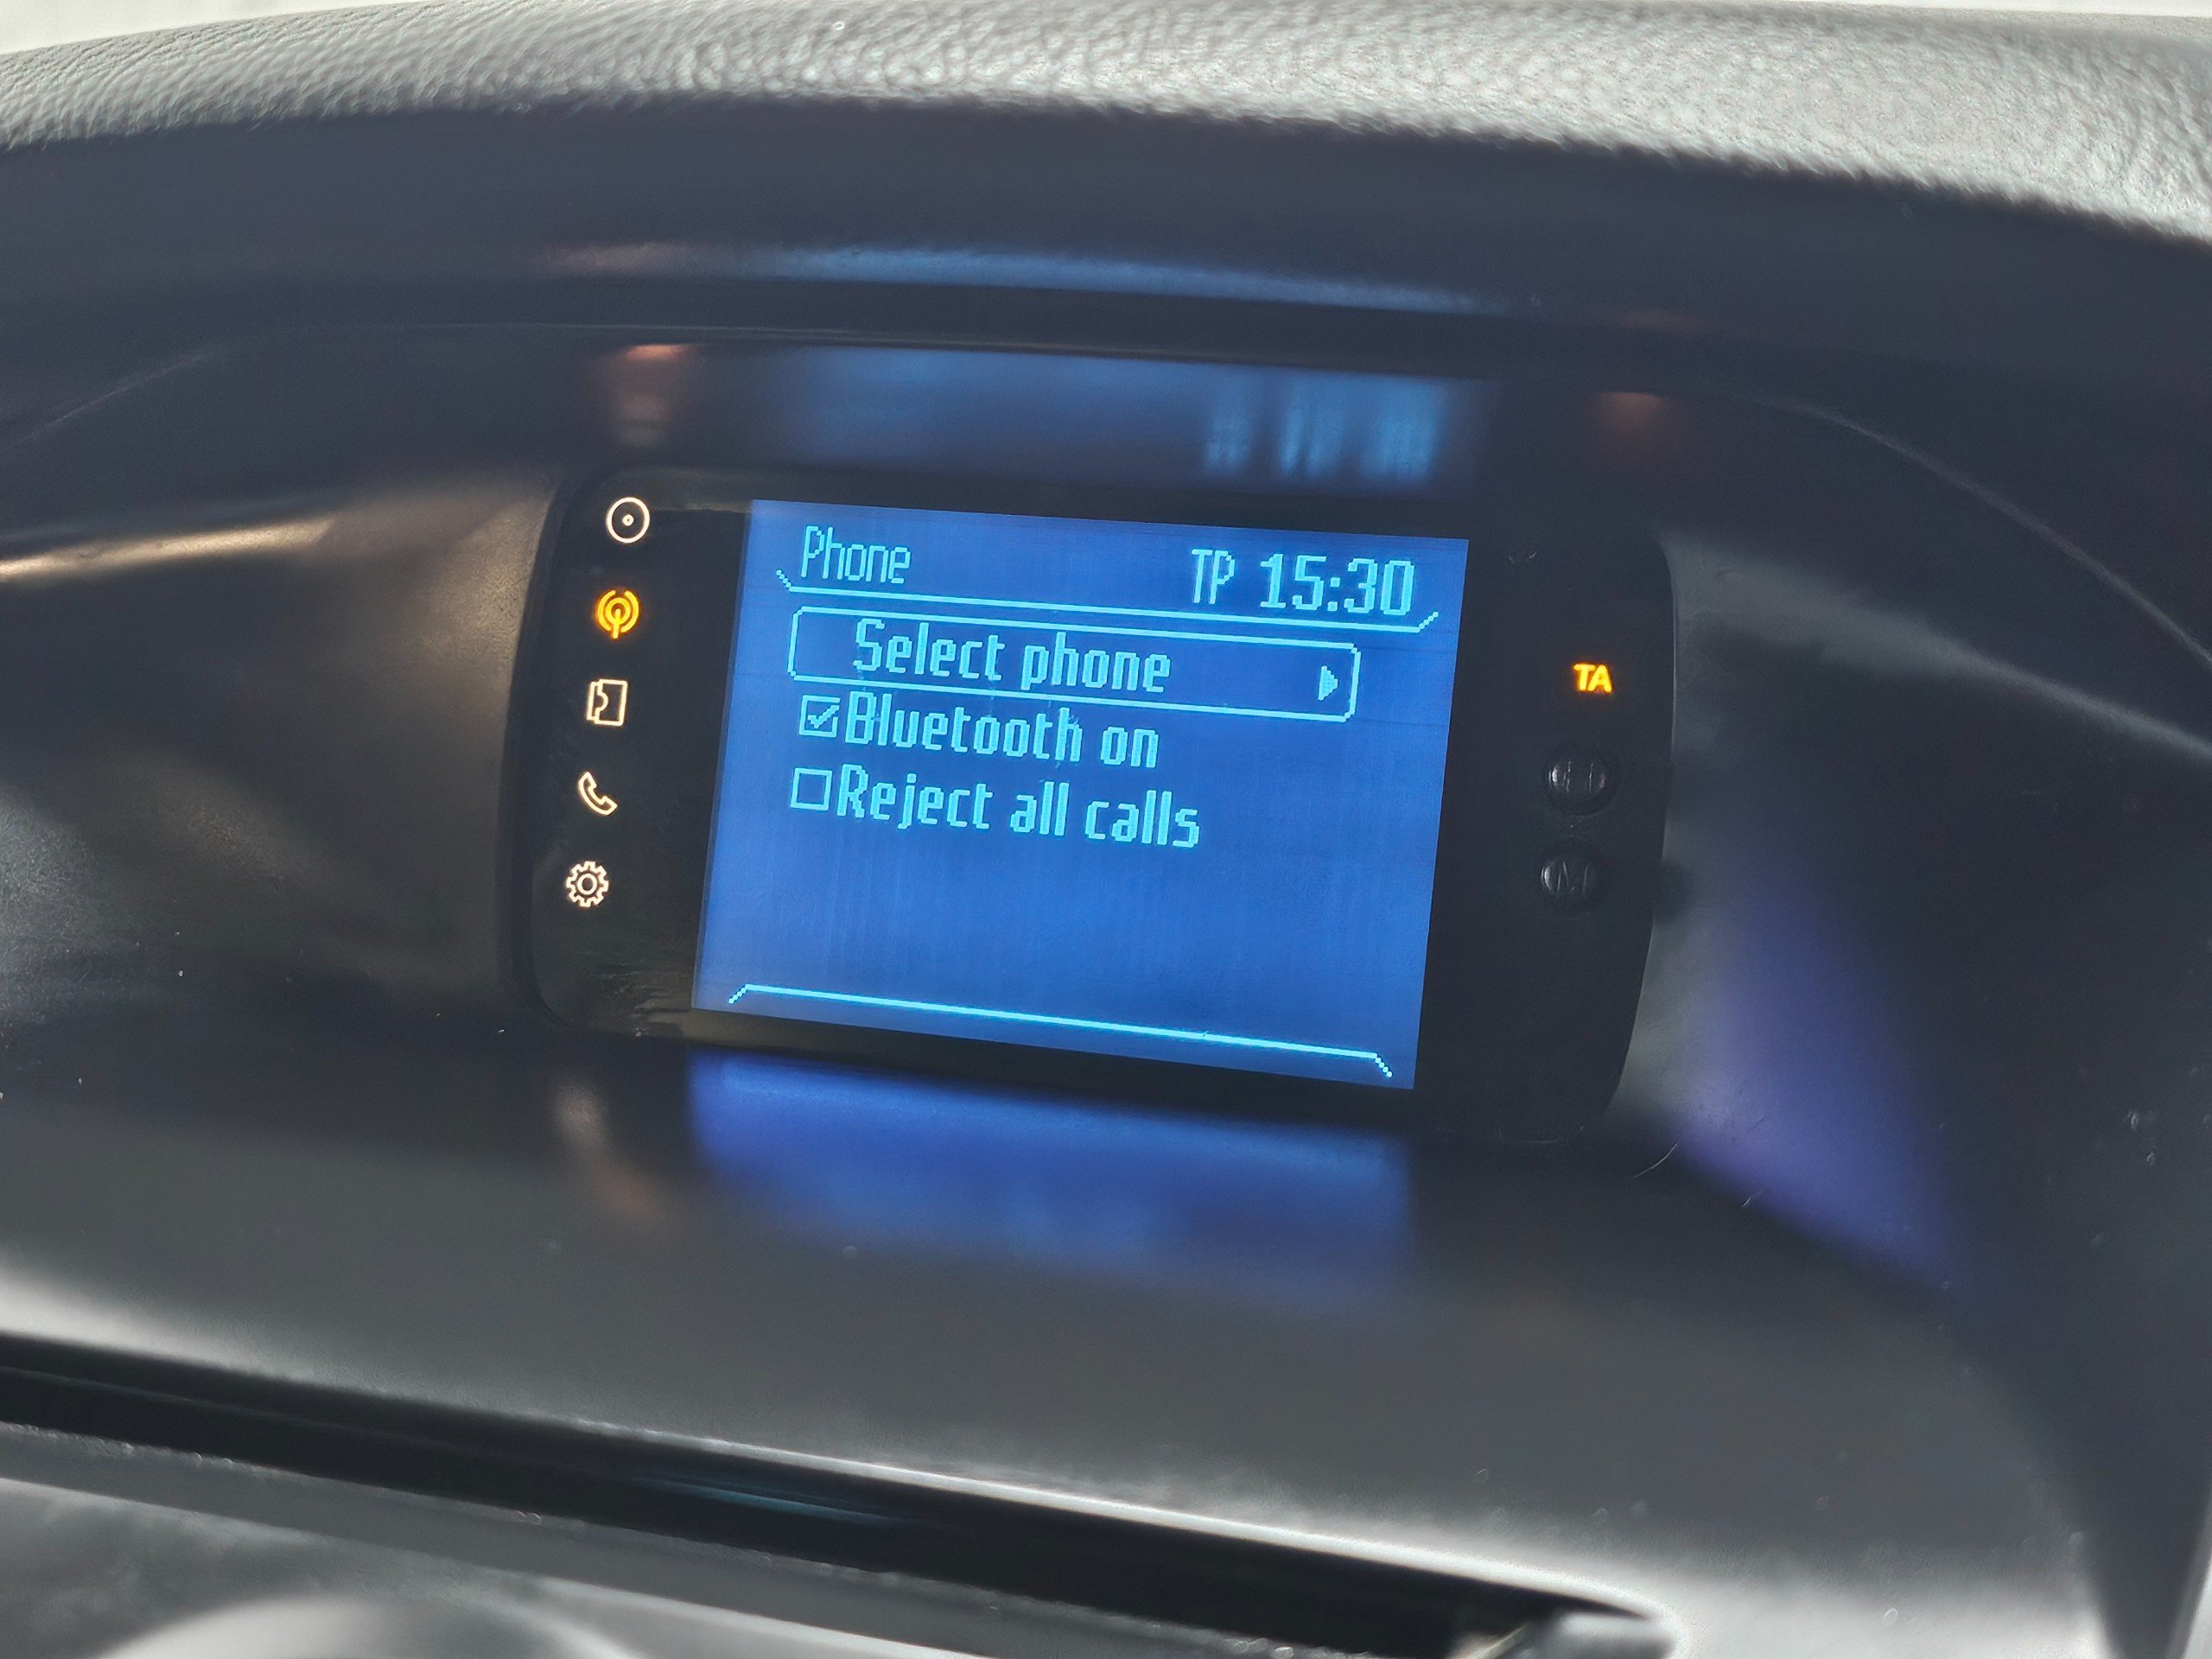 Phone TP 15:30
Select phone
Bluetooth on
Reject all calls
TA
H
M